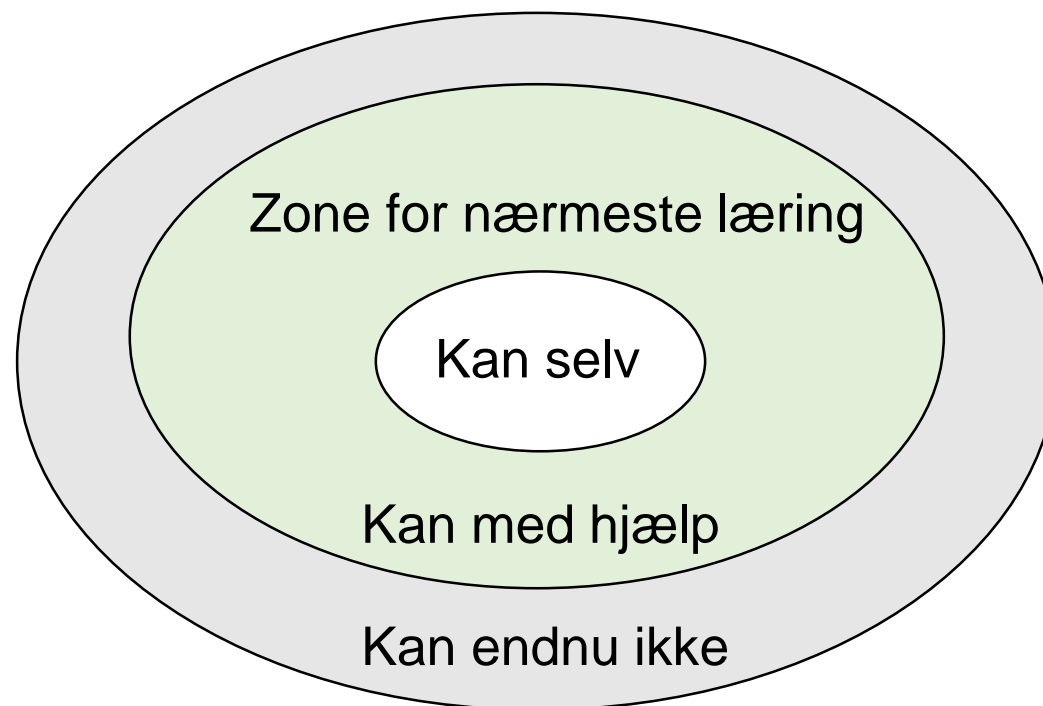 Zone for nærmeste læring
Kan selv
Kan med hjælp
Kan endnu ikke